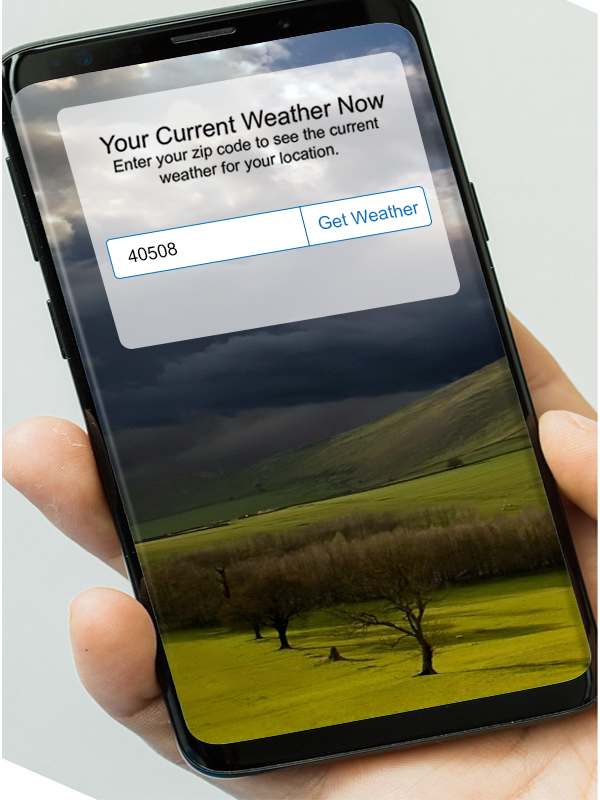 Your Current Weather Now
Enter your zip code to see the current
weather for your location.
40508
Get Weather